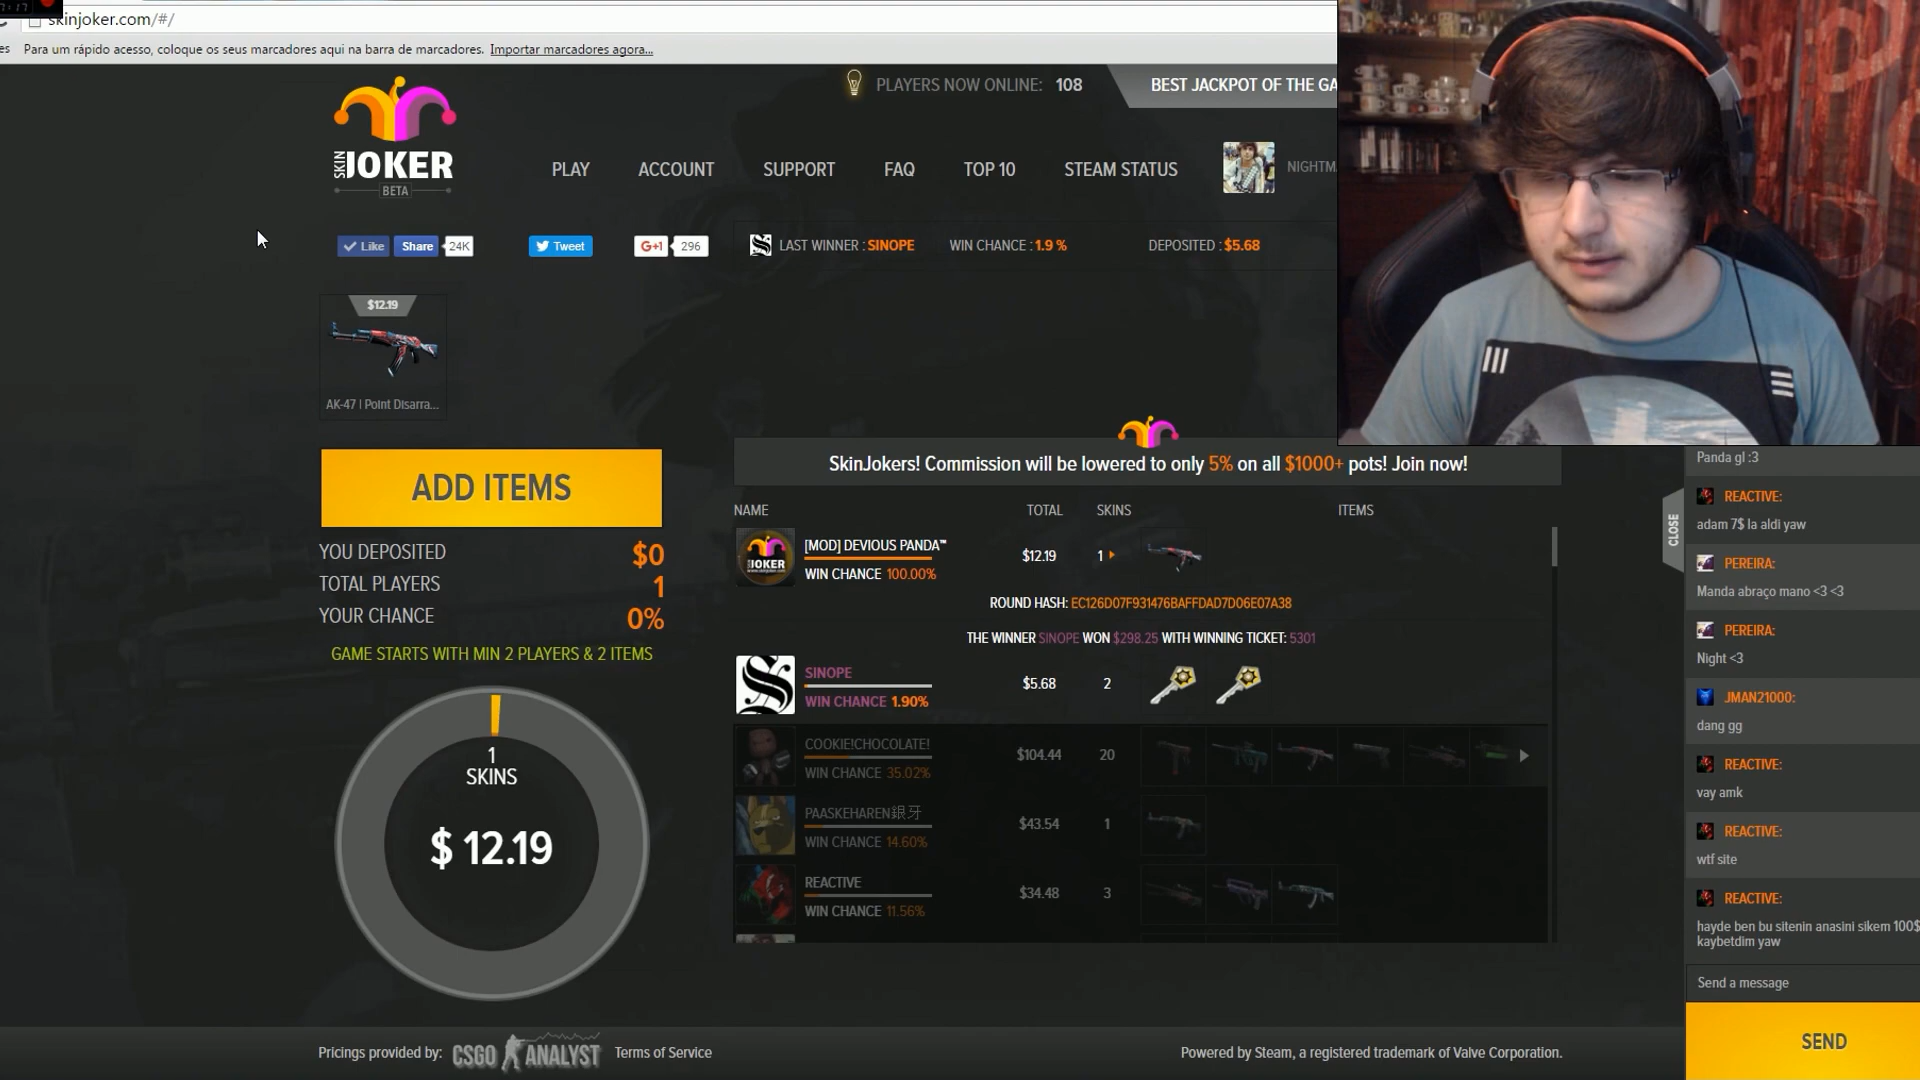 skinjoker.com/#/
Para um rápido acesso, coloque os seus marcadores aqui na barra de marcadores. Importar marcadores agora...
PLAYERS NOW ONLINE: 108
BEST JACKPOT OF THE GA
SKIN JOKER
BETA
PLAY
ACCOUNT
SUPPORT
FAQ
TOP 10
STEAM STATUS
NIGHTM
Like
Share
24K
Tweet
G+1
296
LAST WINNER : SINOPE
WIN CHANCE : 1.9 %
DEPOSITED : $5.68
$12.19
AK-47 | Point Disarra...
ADD ITEMS
YOU DEPOSITED $0
TOTAL PLAYERS 1
YOUR CHANCE 0%
GAME STARTS WITH MIN 2 PLAYERS & 2 ITEMS
1
SKINS
$ 12.19
SkinJokers! Commission will be lowered to only 5% on all $1000+ pots! Join now!
NAME TOTAL SKINS ITEMS
JOKER
[MOD] DEVIOUS PANDA™
WIN CHANCE 100.00%
$12.19 1
ROUND HASH: EC126D07F931476BAFFDAD7D06E07A38
THE WINNER SINOPE WON $298.25 WITH WINNING TICKET: 5301
SINOPE
WIN CHANCE 1.90%
$5.68 2
COOKIE!CHOCOLATE!
WIN CHANCE 35.02%
$104.44 20
PAASKEHAREN銀牙
WIN CHANCE 14.60%
$43.54 1
REACTIVE
WIN CHANCE 11.56%
$34.48 3
CLOSE
Panda gl :3
REACTIVE:
adam 7$ la aldi yaw
PEREIRA:
Manda abraço mano <3 <3
PEREIRA:
Night <3
JMAN21000:
dang gg
REACTIVE:
vay amk
REACTIVE:
wtf site
REACTIVE:
hayde ben bu sitenin anasini sikem 100$
kaybetdim yaw
Send a message
SEND
Pricings provided by: CSGO ANALYST
Terms of Service
Powered by Steam, a registered trademark of Valve Corporation.